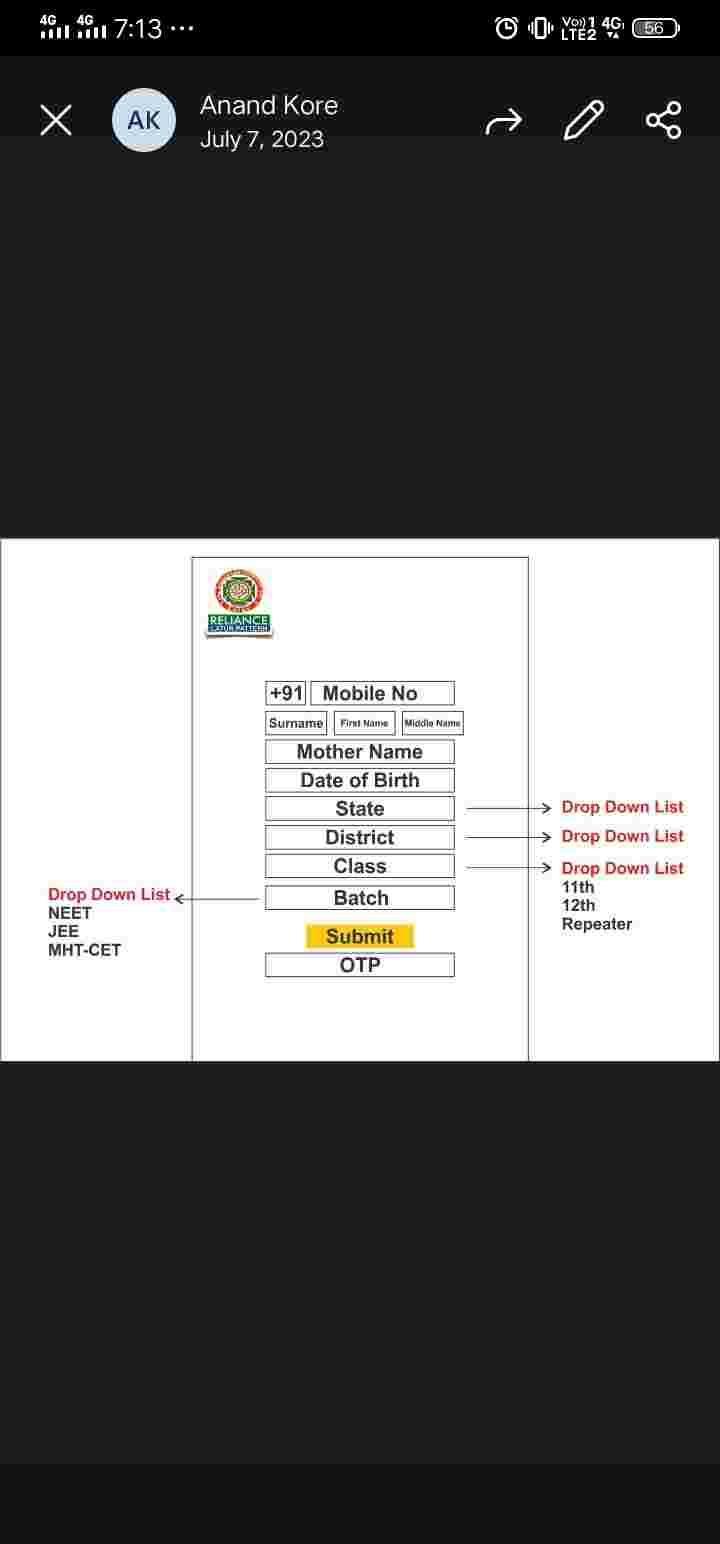 4G 4G 7:13 ... Vo)) 1 4G 56
LTE2
AK Anand Kore
July 7, 2023
RELIANCE
LATUR PATTERN
+91 Mobile No
Surname First Name Middle Name
Mother Name
Date of Birth
State Drop Down List
District Drop Down List
Class Drop Down List
11th
12th
Repeater
Batch Drop Down List
NEET
JEE
MHT-CET
Submit
OTP